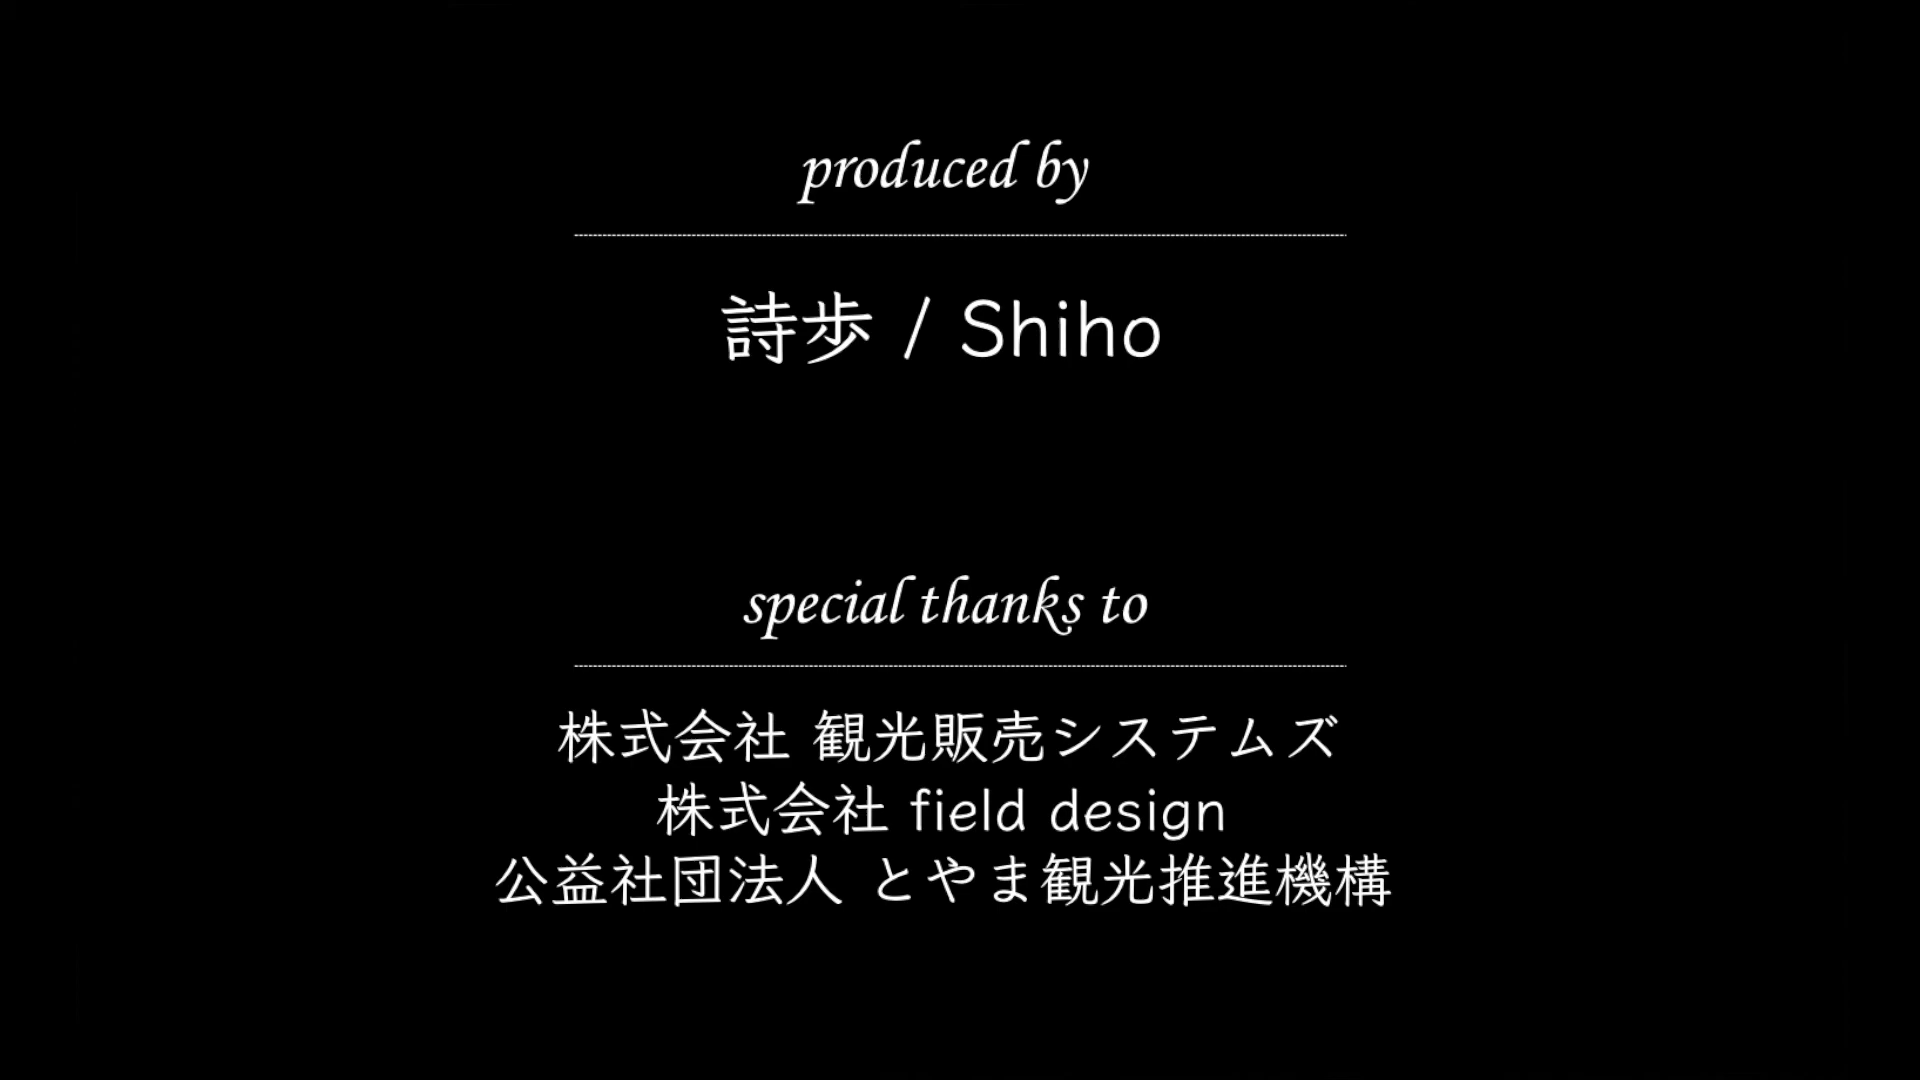 produced by
詩歩 / Shiho
special thanks to
株式会社 観光販売システムズ
株式会社 field design
公益社団法人 とやま観光推進機構